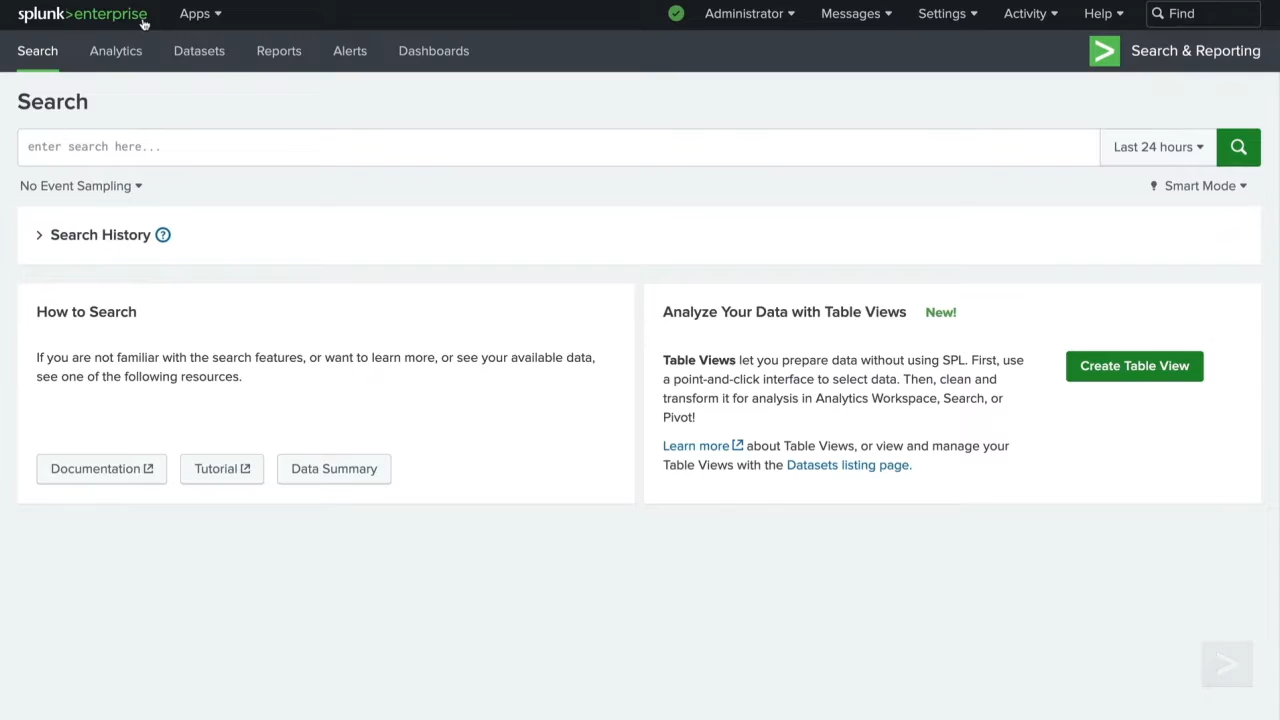 splunk>enterprise Apps Administrator Messages Settings Activity Help Find
Search Analytics Datasets Reports Alerts Dashboards Search & Reporting
Search
enter search here... Last 24 hours
No Event Sampling Smart Mode
Search History ?
How to Search
If you are not familiar with the search features, or want to learn more, or see your available data,
see one of the following resources.
Documentation Tutorial Data Summary
Analyze Your Data with Table Views New!
Table Views let you prepare data without using SPL. First, use
a point-and-click interface to select data. Then, clean and
transform it for analysis in Analytics Workspace, Search, or
Pivot!
Learn more about Table Views, or view and manage your
Table Views with the Datasets listing page.
Create Table View